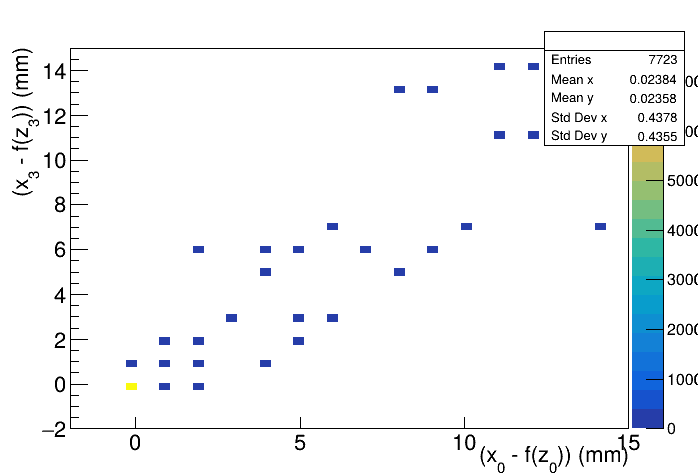 Entries 7723
Mean x 0.02384
Mean y 0.02358
Std Dev x 0.4378
Std Dev y 0.4355
(x₃ - f(z₃)) (mm)
14
12
10
8
6
4
2
0
−2
0
5
10
15
(x₀ - f(z₀)) (mm)
5000
4000
3000
2000
1000
0